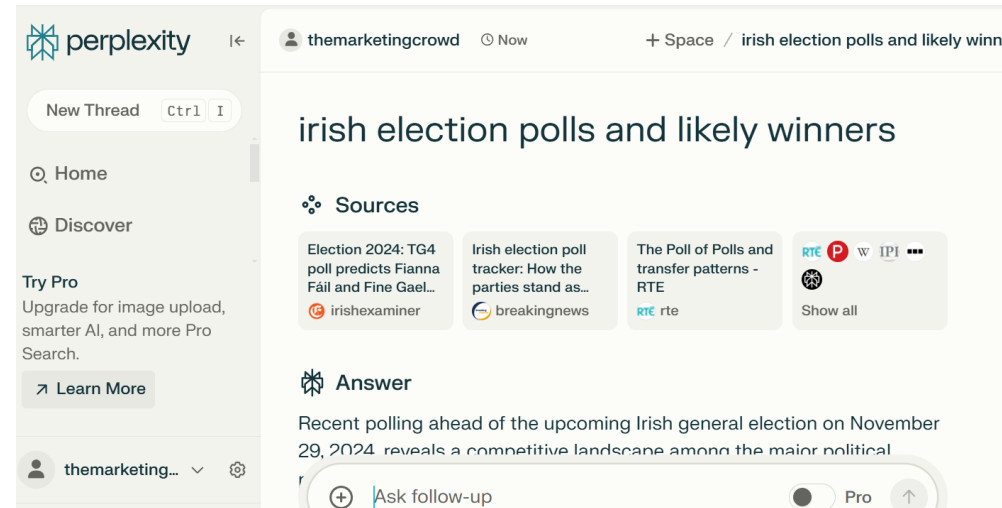 perplexity
New Thread Ctrl I
Home
Discover
Try Pro
Upgrade for image upload,
smarter AI, and more Pro
Search.
Learn More
themarketing...
themarketingcrowd Now
+ Space / irish election polls and likely winn
irish election polls and likely winners
Sources
Election 2024: TG4
poll predicts Fianna
Fáil and Fine Gael...
irishexaminer
Irish election poll
tracker: How the
parties stand as...
breakingnews
The Poll of Polls and
transfer patterns -
RTE
RTÉ rte
RTÉ P W IPI
Show all
Answer
Recent polling ahead of the upcoming Irish general election on November
29, 2024, reveals a competitive landscape among the major political
Ask follow-up
Pro